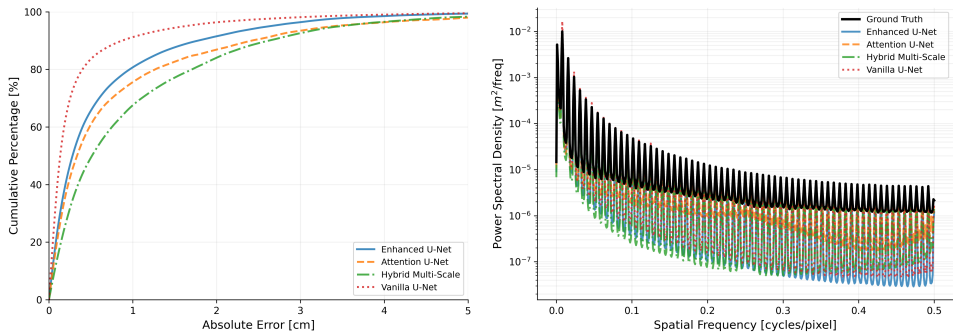 100
80
60
40
20
0
Cumulative Percentage [%]
0
1
2
3
4
5
Absolute Error [cm]
Enhanced U-Net
Attention U-Net
Hybrid Multi-Scale
Vanilla U-Net
10⁻²
10⁻³
10⁻⁴
10⁻⁵
10⁻⁶
10⁻⁷
Power Spectral Density [m²/freq]
0.0
0.1
0.2
0.3
0.4
0.5
Spatial Frequency [cycles/pixel]
Ground Truth
Enhanced U-Net
Attention U-Net
Hybrid Multi-Scale
Vanilla U-Net